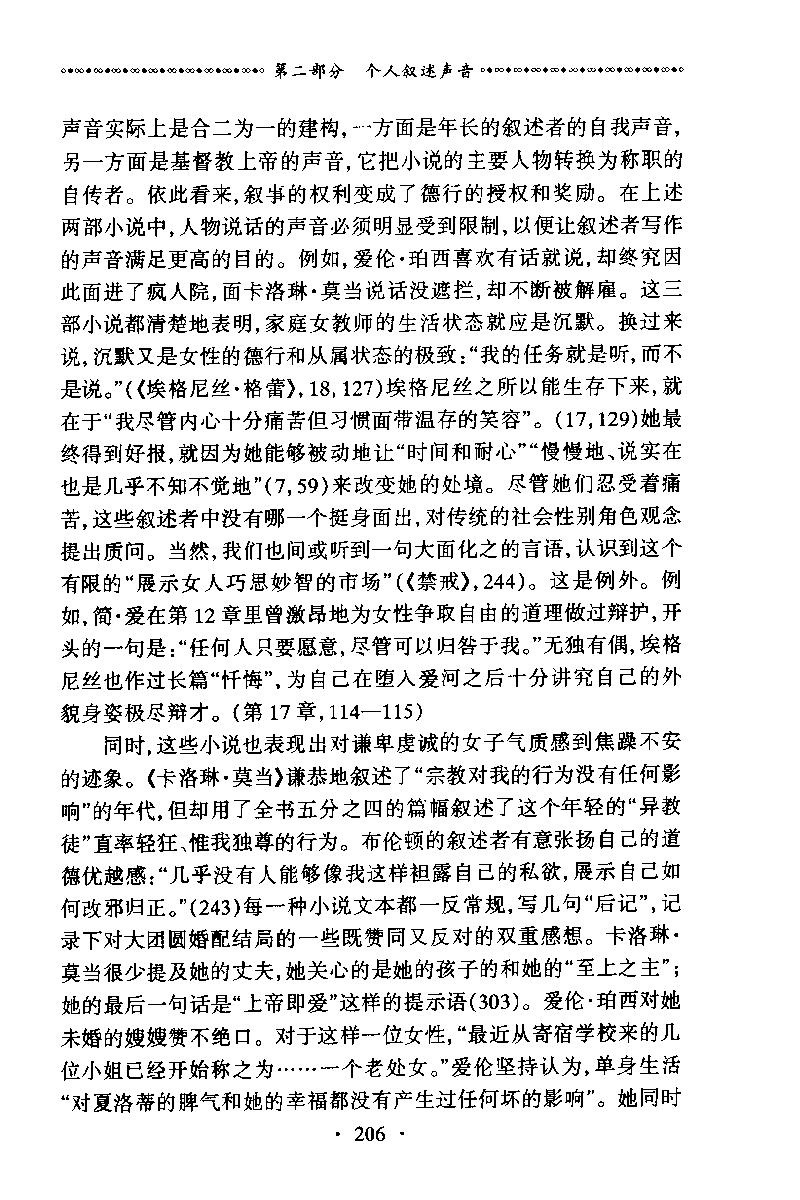 第二部分 个人叙述声音
声音实际上是合二为一的建构,一方面是年长的叙述者的自我声音,
另一方面是基督教上帝的声音,它把小说的主要人物转换为称职的
自传者。依此看来,叙事的权利变成了德行的授权和奖励。在上述
两部小说中,人物说话的声音必须明显受到限制,以便让叙述者写作
的声音满足更高的目的。例如,爱伦·珀西喜欢有话就说,却终究因
此面进了疯人院,面卡洛琳·莫当说话没遮拦,却不断被解雇。这三
部小说都清楚地表明,家庭女教师的生活状态就应是沉默。换过来
说,沉默又是女性的德行和从属状态的极致:“我的任务就是听,而不
是说。”(《埃格尼丝·格蕾》,18,127)埃格尼丝之所以能生存下来,就
在于“我尽管内心十分痛苦但习惯面带温存的笑容”。(17,129)她最
终得到好报,就因为她能够被动地让“时间和耐心”“慢慢地、说实在
也是几乎不知不觉地”(7,59)来改变她的处境。尽管她们忍受着痛
苦,这些叙述者中没有哪一个挺身面出,对传统的社会性别角色观念
提出质问。当然,我们也间或听到一句大面化之的言语,认识到这个
有限的“展示女人巧思妙智的市场”(《禁戒》,244)。这是例外。例
如,简·爱在第12章里曾激昂地为女性争取自由的道理做过辩护,开
头的一句是:“任何人只要愿意,尽管可以归咎于我。”无独有偶,埃格
尼丝也作过长篇“忏悔”,为自己在堕入爱河之后十分讲究自己的外
貌身姿极尽辩才。(第17章,114—115)
同时,这些小说也表现出对谦卑虔诚的女子气质感到焦躁不安
的迹象。《卡洛琳·莫当》谦恭地叙述了“宗教对我的行为没有任何影
响”的年代,但却用了全书五分之四的篇幅叙述了这个年轻的“异教
徒”直率轻狂、惟我独尊的行为。布伦顿的叙述者有意张扬自己的道
德优越感:“几乎没有人能够像我这样袒露自己的私欲,展示自己如
何改邪归正。”(243)每一种小说文本都一反常规,写几句“后记”,记
录下对大团圆婚配结局的一些既赞同又反对的双重感想。卡洛琳·
莫当很少提及她的丈夫,她关心的是她的孩子的和她的“至上之主”;
她的最后一句话是“上帝即爱”这样的提示语(303)。爱伦·珀西对她
未婚的嫂嫂赞不绝口。对于这样一位女性,“最近从寄宿学校来的几
位小姐已经开始称之为……一个老处女。”爱伦坚持认为,单身生活
“对夏洛蒂的脾气和她的幸福都没有产生过任何坏的影响”。她同时
· 206 ·